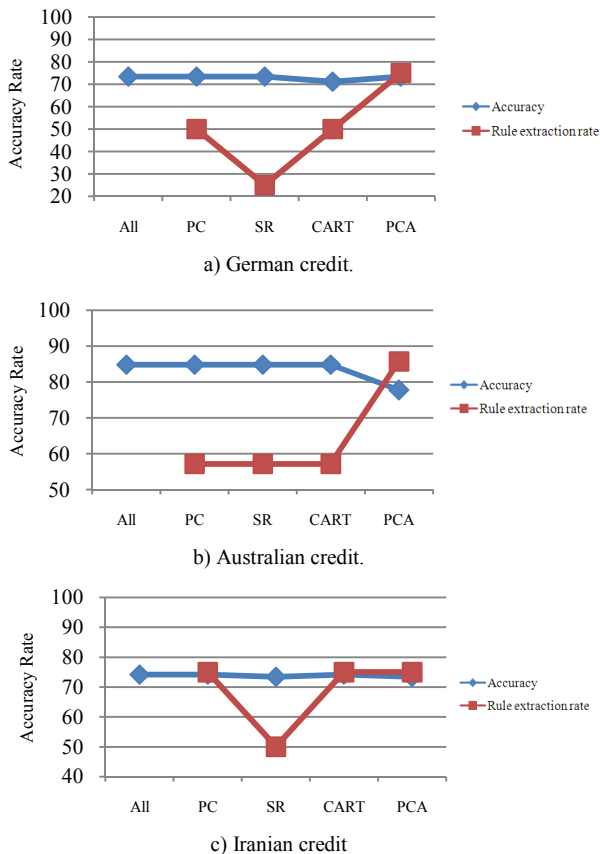 100
90
80
70
60
50
40
30
20
Accuracy Rate
All PC SR CART PCA
Accuracy
Rule extraction rate
a) German credit.
100
90
80
70
60
50
Accuracy Rate
All PC SR CART PCA
Accuracy
Rule extraction rate
b) Australian credit.
100
90
80
70
60
50
40
Accuracy Rate
All PC SR CART PCA
Accuracy
Rule extraction rate
c) Iranian credit